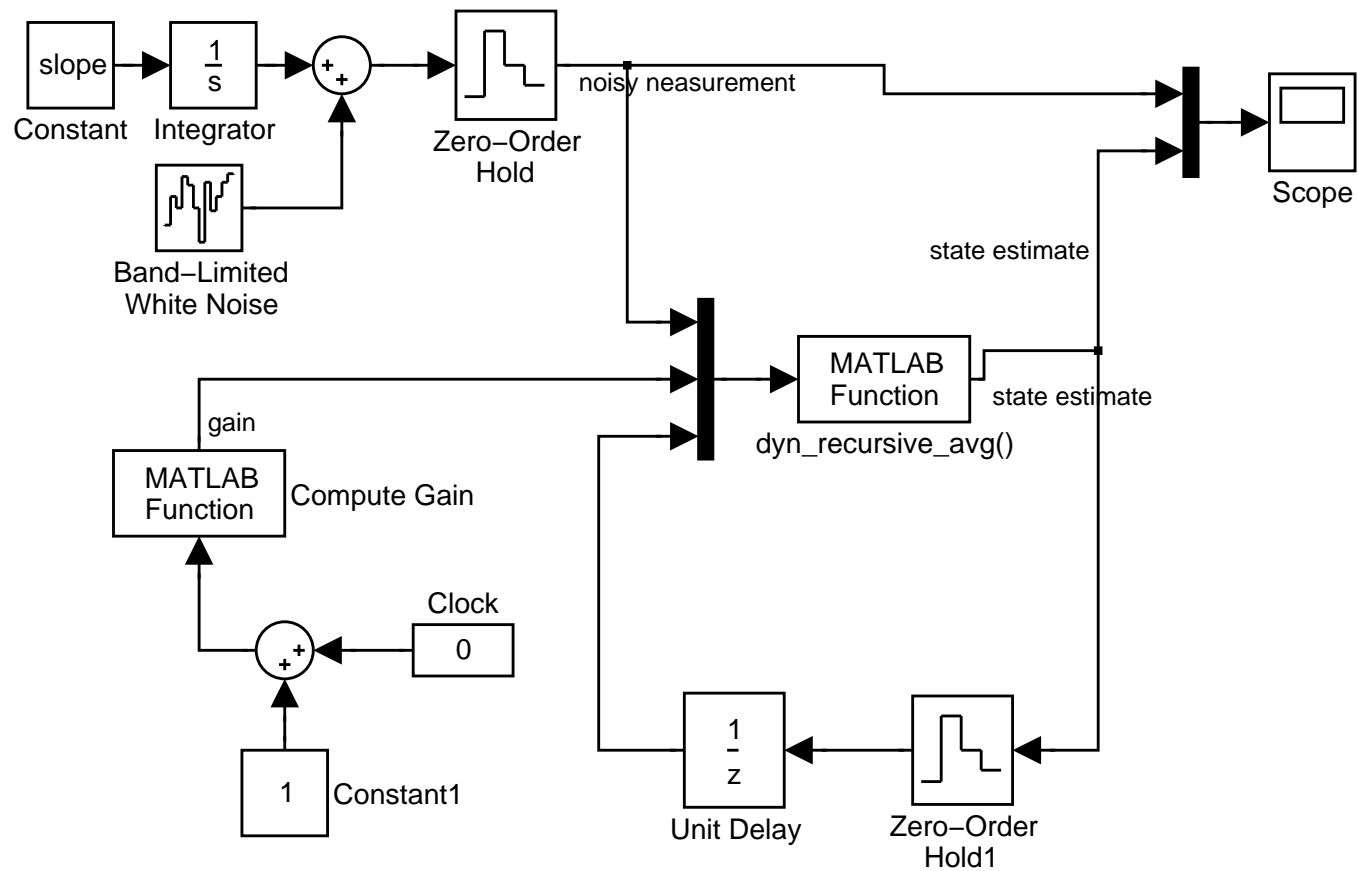 slope
1
s
+
+
noisy neasurement
Constant
Integrator
Zero−Order
Hold
Scope
Band−Limited
White Noise
state estimate
MATLAB
Function
state estimate
gain
dyn_recursive_avg()
MATLAB
Function
Compute Gain
Clock
0
+
+
1
Constant1
1
z
Unit Delay
Zero−Order
Hold1